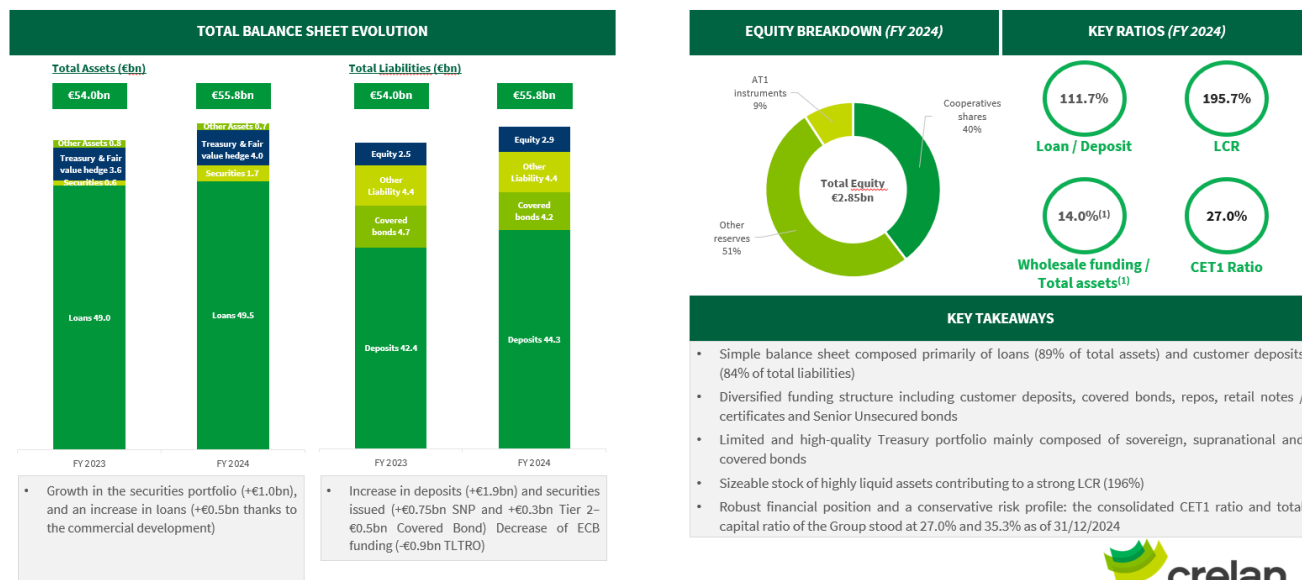 TOTAL BALANCE SHEET EVOLUTION
Total Assets (€bn)
Total Liabilities (€bn)
€54.0bn
€55.8bn
€54.0bn
€55.8bn
Other Assets 0.8
Treasury & Fair
value hedge 3.6
Securities 0.6
Loans 49.0
FY 2023
Other Assets 0.7
Treasury & Fair
value hedge 4.0
Securities 1.7
Loans 49.5
FY 2024
Equity 2.5
Other
Liability 4.4
Covered
bonds 4.7
Deposits 42.4
FY 2023
Equity 2.9
Other
Liability 4.4
Covered
bonds 4.2
Deposits 44.3
FY 2024
• Growth in the securities portfolio (+€1.0bn),
and an increase in loans (+€0.5bn thanks to
the commercial development)
• Increase in deposits (+€1.9bn) and securities
issued (+€0.75bn SNP and +€0.3bn Tier 2–
€0.5bn Covered Bond) Decrease of ECB
funding (-€0.9bn TLTRO)
EQUITY BREAKDOWN (FY 2024)
AT1
instruments
9%
Cooperatives
shares
40%
Total Equity
€2.85bn
Other
reserves
51%
KEY RATIOS (FY 2024)
111.7%
Loan / Deposit
195.7%
LCR
14.0%(1)
Wholesale funding /
Total assets(1)
27.0%
CET1 Ratio
KEY TAKEAWAYS
• Simple balance sheet composed primarily of loans (89% of total assets) and customer deposits
(84% of total liabilities)
• Diversified funding structure including customer deposits, covered bonds, repos, retail notes /
certificates and Senior Unsecured bonds
• Limited and high-quality Treasury portfolio mainly composed of sovereign, supranational and
covered bonds
• Sizeable stock of highly liquid assets contributing to a strong LCR (196%)
• Robust financial position and a conservative risk profile: the consolidated CET1 ratio and total
capital ratio of the Group stood at 27.0% and 35.3% as of 31/12/2024
crelan